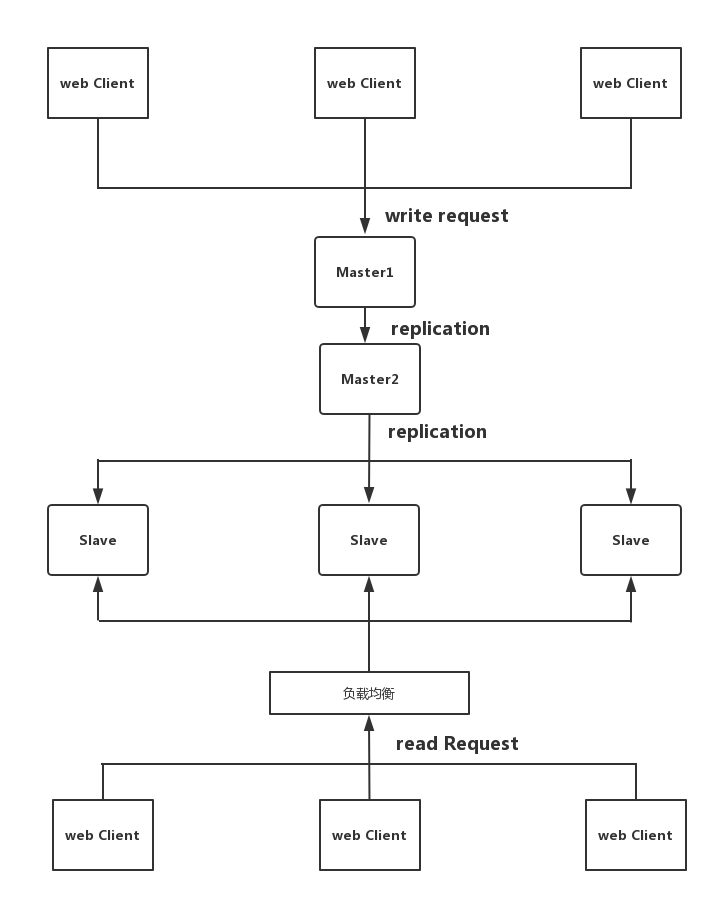 web Client
web Client
web Client
write request
Master1
replication
Master2
replication
Slave
Slave
Slave
负载均衡
read Request
web Client
web Client
web Client